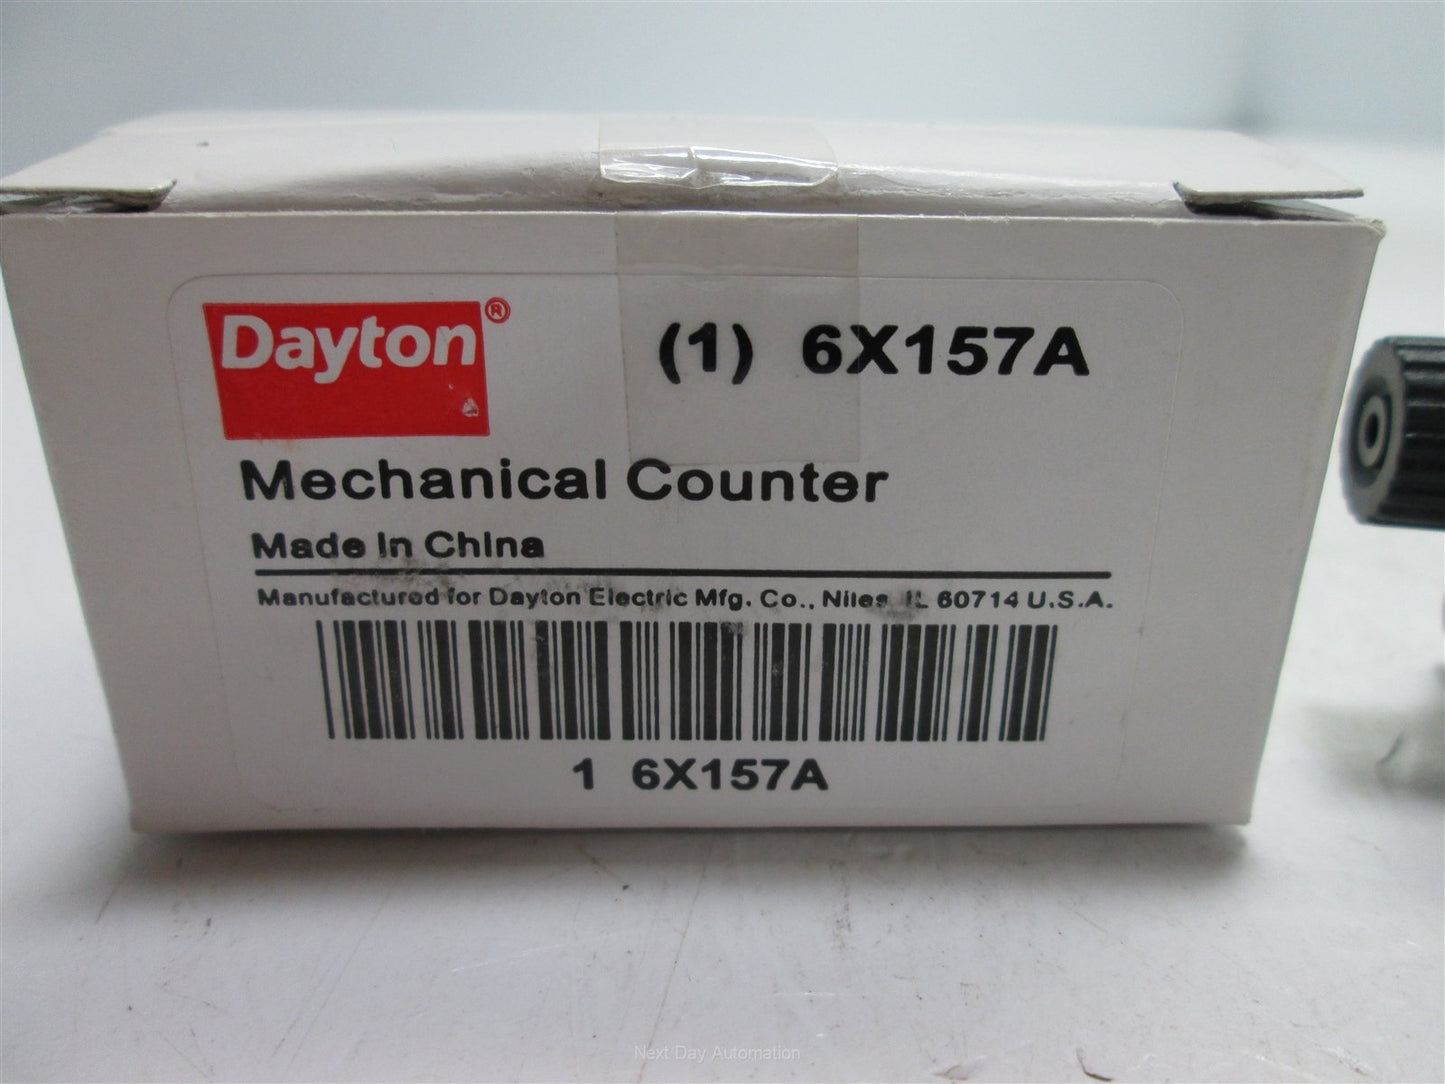 Dayton®
(1) 6X157A
Mechanical Counter
Made In China
Manufactured for Dayton Electric Mfg. Co., Niles IL 60714 U.S.A.
1 6X157A
Next Day Automation